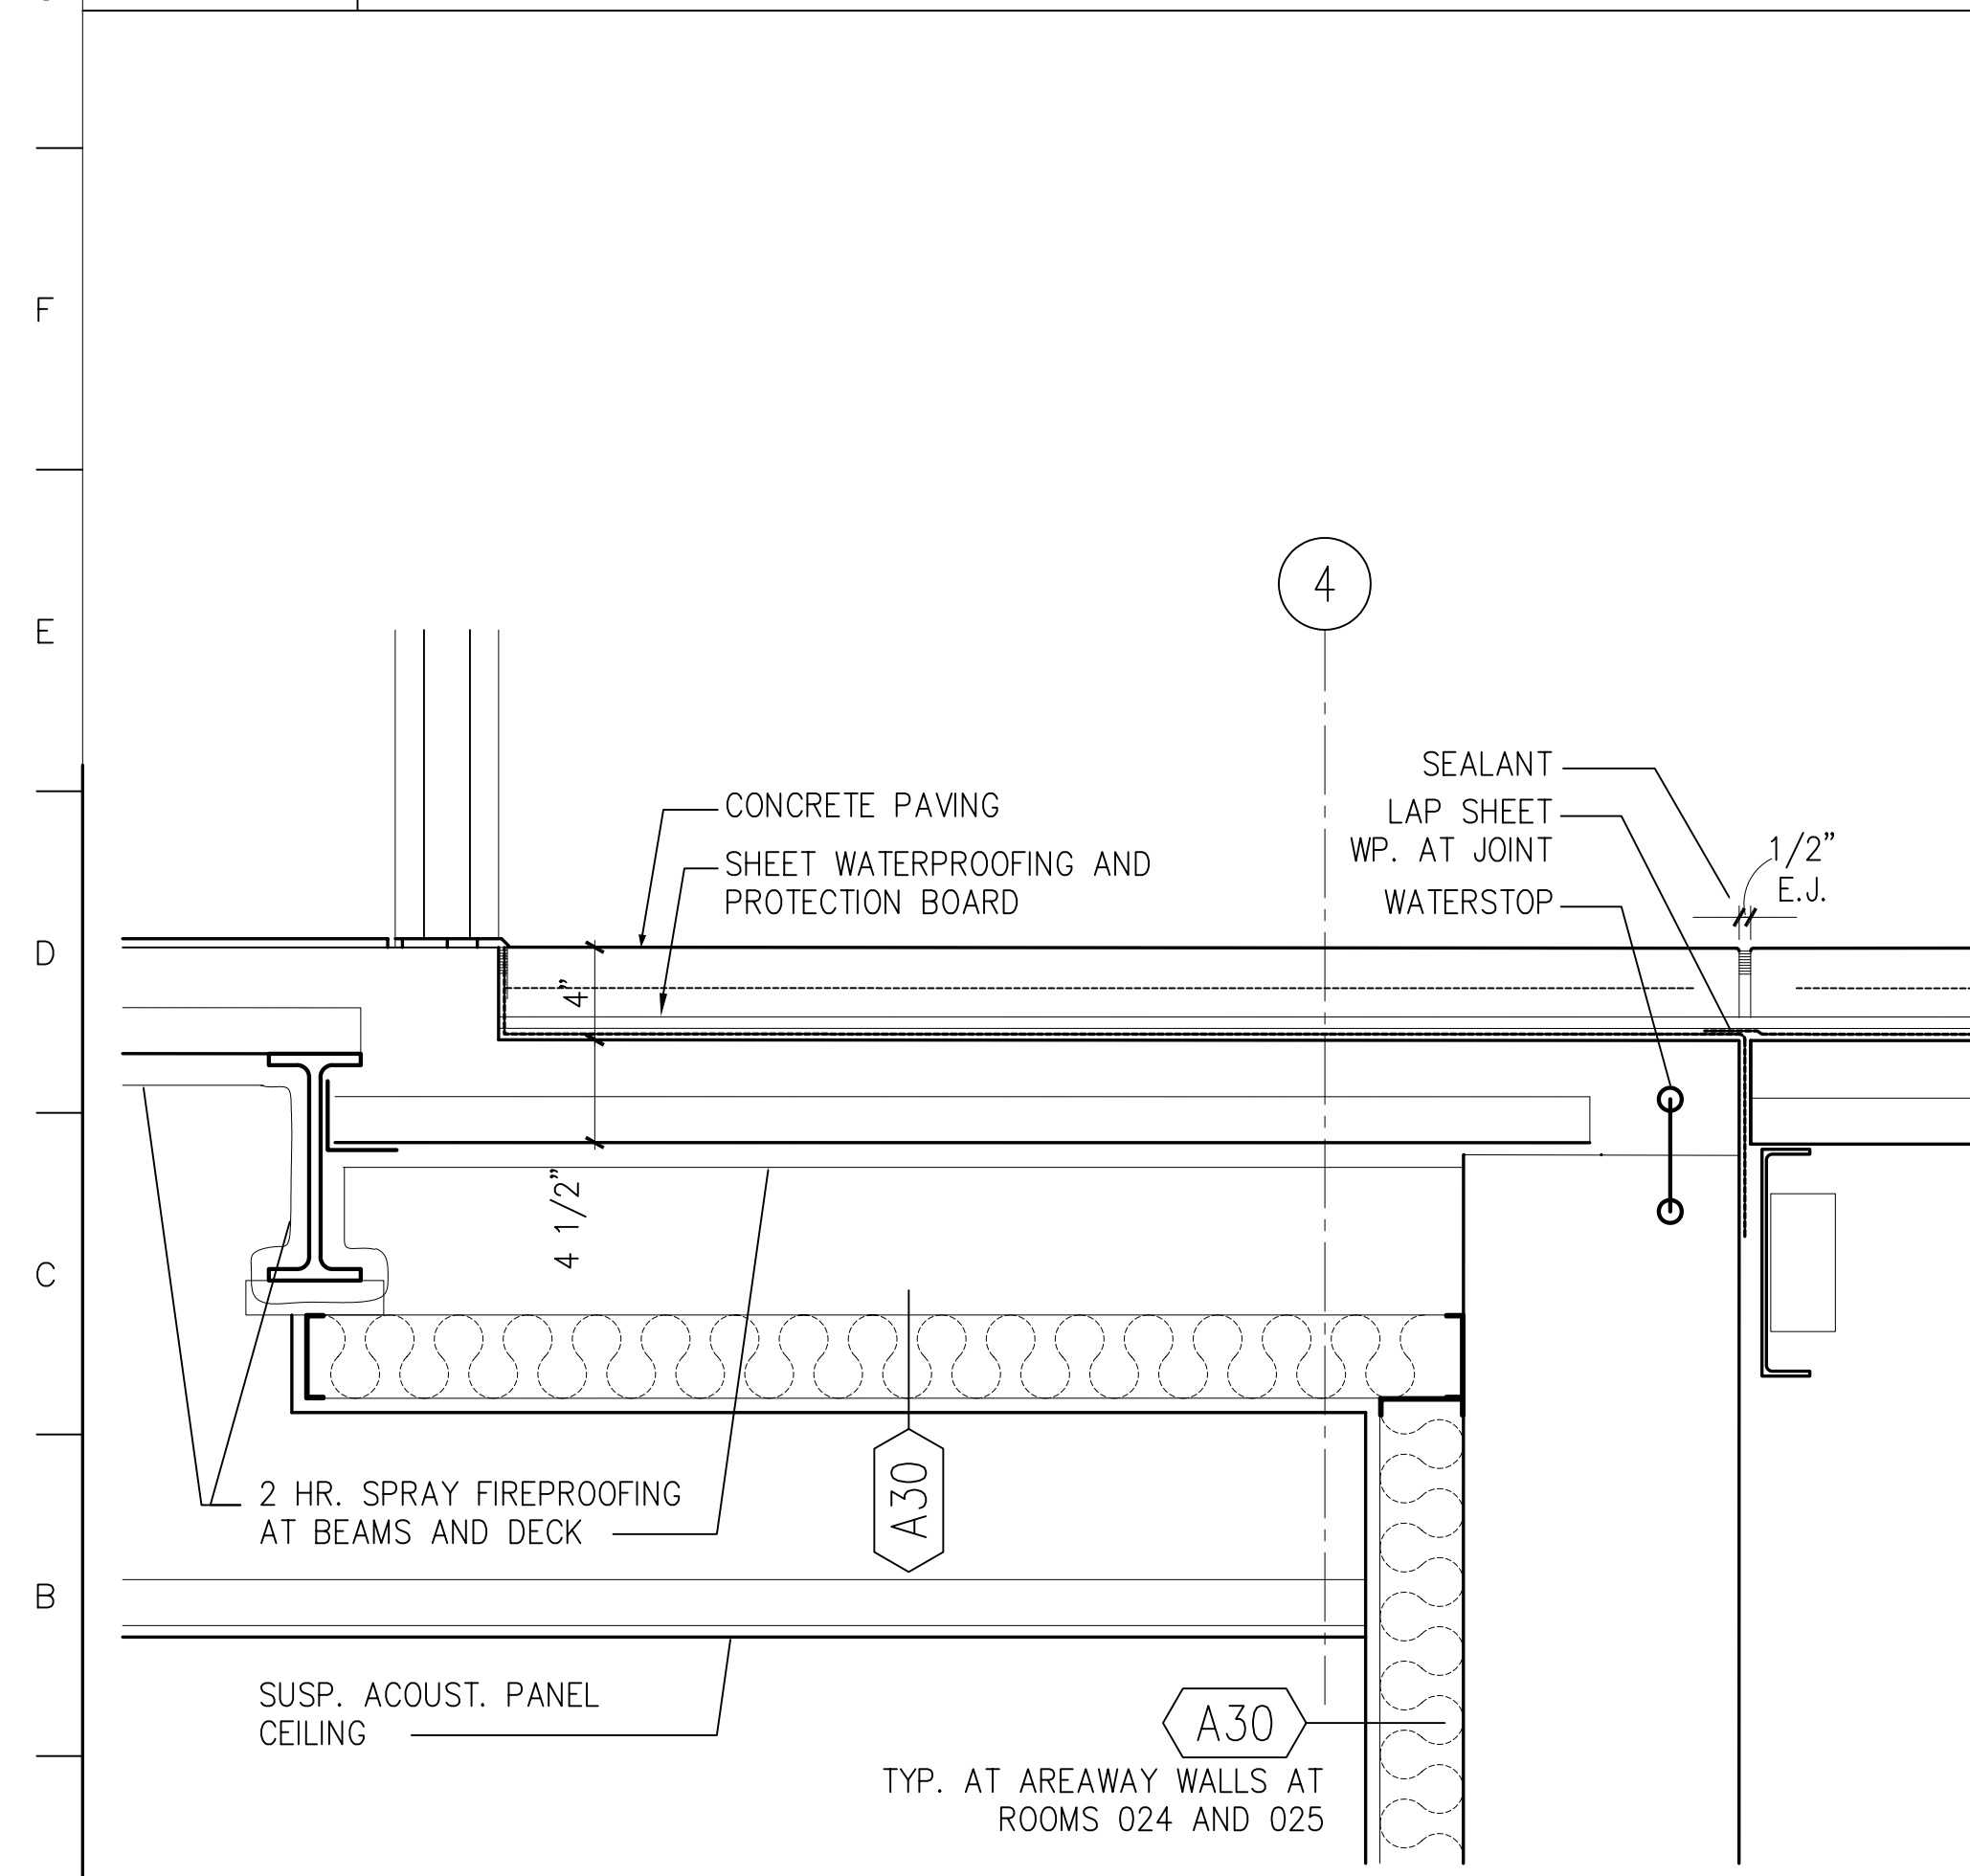 F
E
4
SEALANT
CONCRETE PAVING
LAP SHEET
WP. AT JOINT
1/2"
E.J.
SHEET WATERPROOFING AND
PROTECTION BOARD
WATERSTOP
D
4"
4 1/2"
C
2 HR. SPRAY FIREPROOFING
AT BEAMS AND DECK
A30
B
SUSP. ACOUST. PANEL
CEILING
A30
TYP. AT AREAWAY WALLS AT
ROOMS 024 AND 025